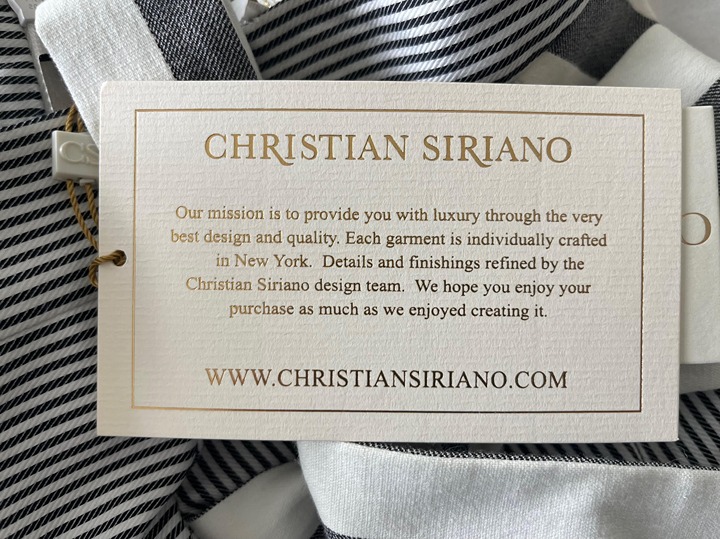 CHRISTIAN SIRIANO
Our mission is to provide you with luxury through the very
best design and quality. Each garment is individually crafted
in New York.  Details and finishings refined by the
Christian Siriano design team.  We hope you enjoy your
purchase as much as we enjoyed creating it.
WWW.CHRISTIANSIRIANO.COM
CS
O